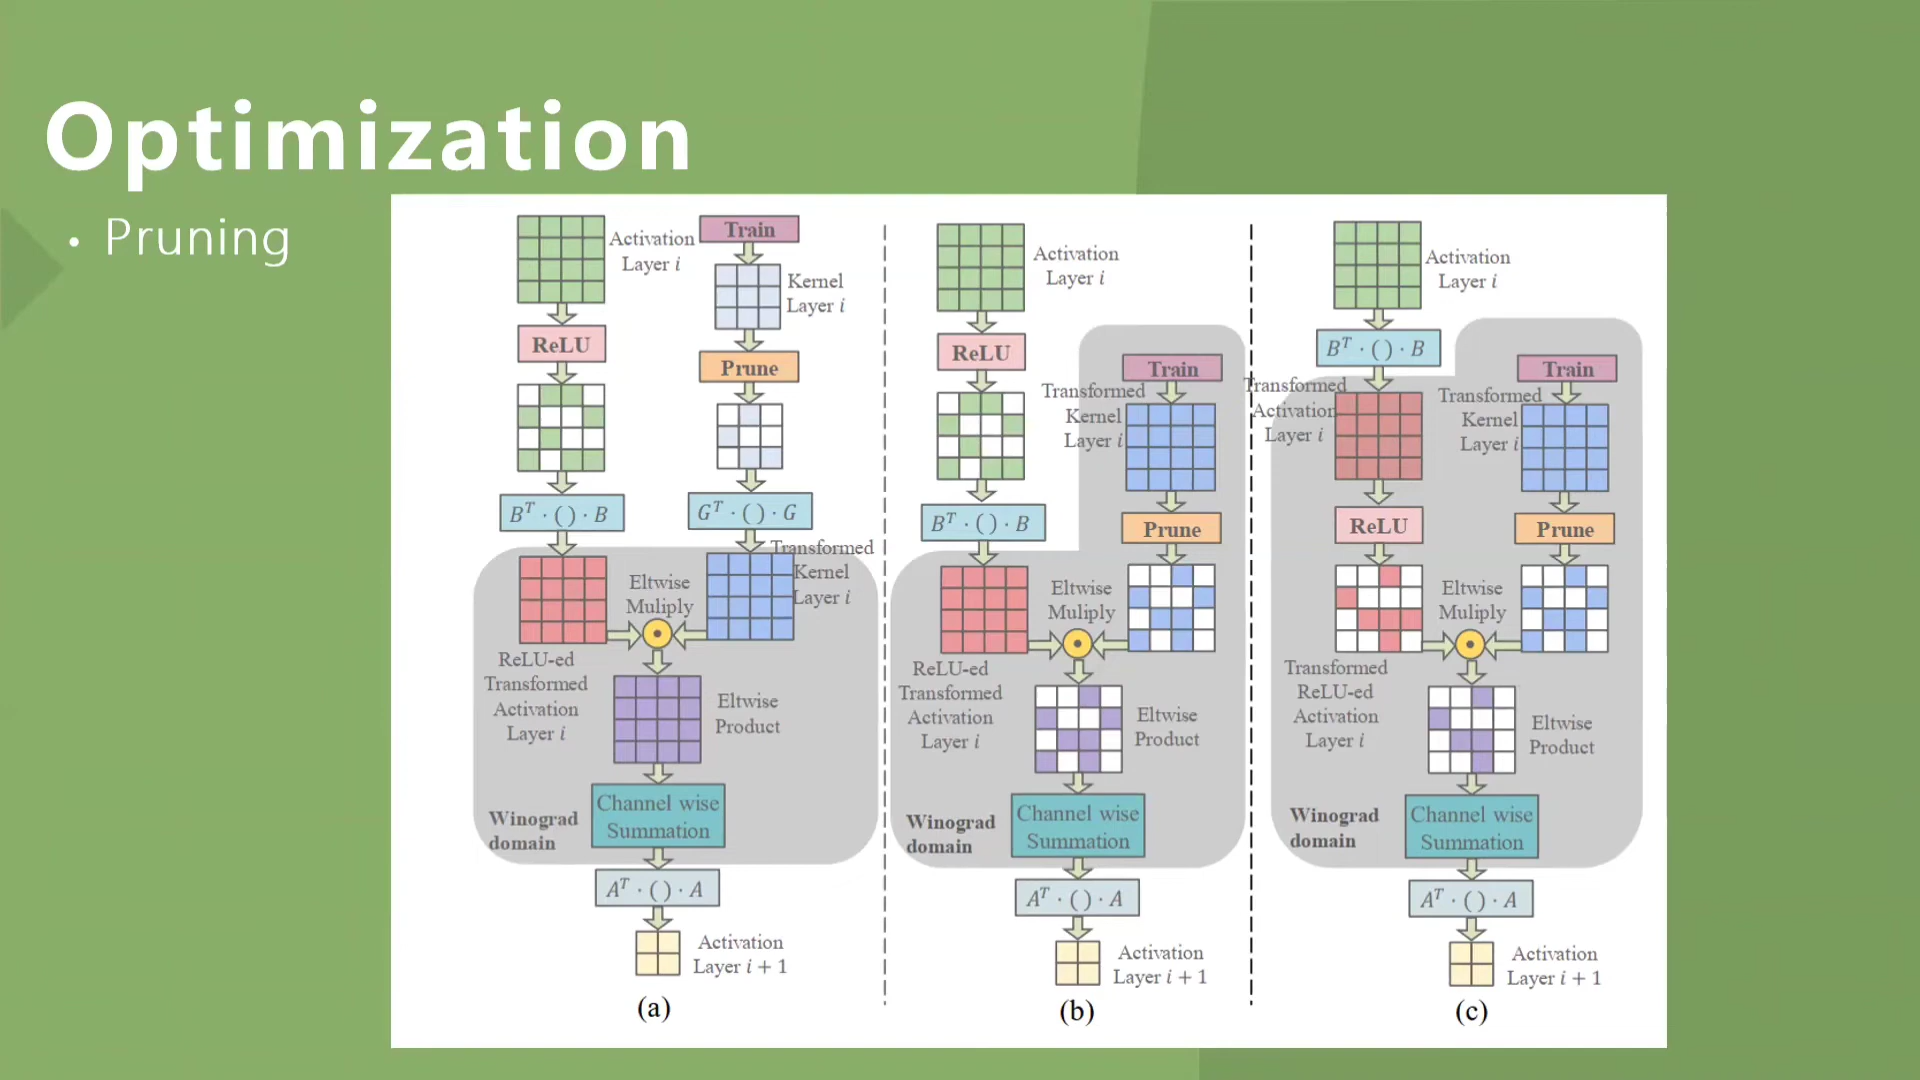 Optimization
• Pruning
Activation
Layer i
Train
Kernel
Layer i
ReLU
Prune
B^T · ( ) · B
G^T · ( ) · G
Transformed
Kernel
Layer i
Eltwise
Muliply
ReLU-ed
Transformed
Activation
Layer i
Eltwise
Product
Channel wise
Summation
Winograd
domain
A^T · ( ) · A
Activation
Layer i + 1
(a)
Activation
Layer i
ReLU
Train
Transformed
Kernel
Layer i
B^T · ( ) · B
Prune
Eltwise
Muliply
ReLU-ed
Transformed
Activation
Layer i
Eltwise
Product
Channel wise
Summation
Winograd
domain
A^T · ( ) · A
Activation
Layer i + 1
(b)
Activation
Layer i
B^T · ( ) · B
Train
Transformed
Activation
Layer i
Transformed
Kernel
Layer i
ReLU
Prune
Eltwise
Muliply
Transformed
ReLU-ed
Activation
Layer i
Eltwise
Product
Channel wise
Summation
Winograd
domain
A^T · ( ) · A
Activation
Layer i + 1
(c)